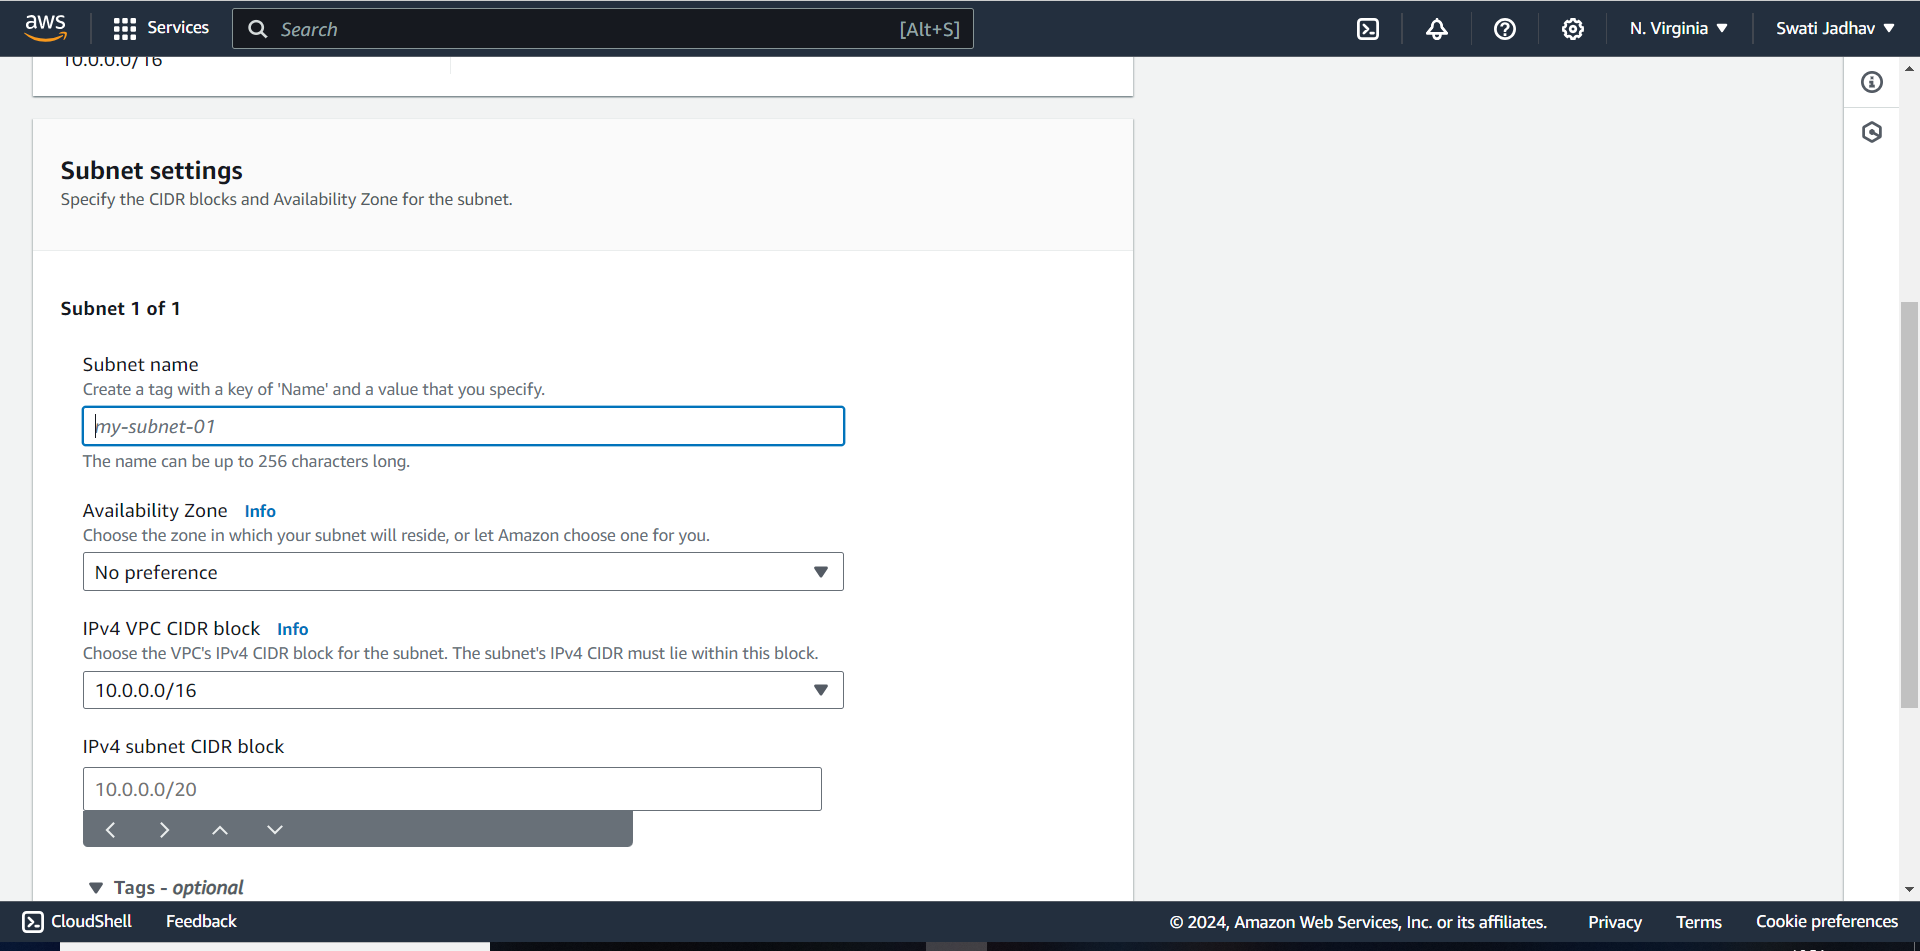 aws
Services
Search
[Alt+S]
N. Virginia
Swati Jadhav
10.0.0.0/16
Subnet settings
Specify the CIDR blocks and Availability Zone for the subnet.
Subnet 1 of 1
Subnet name
Create a tag with a key of 'Name' and a value that you specify.
my-subnet-01
The name can be up to 256 characters long.
Availability Zone Info
Choose the zone in which your subnet will reside, or let Amazon choose one for you.
No preference
IPv4 VPC CIDR block Info
Choose the VPC's IPv4 CIDR block for the subnet. The subnet's IPv4 CIDR must lie within this block.
10.0.0.0/16
IPv4 subnet CIDR block
10.0.0.0/20
Tags - optional
CloudShell
Feedback
© 2024, Amazon Web Services, Inc. or its affiliates.
Privacy
Terms
Cookie preferences